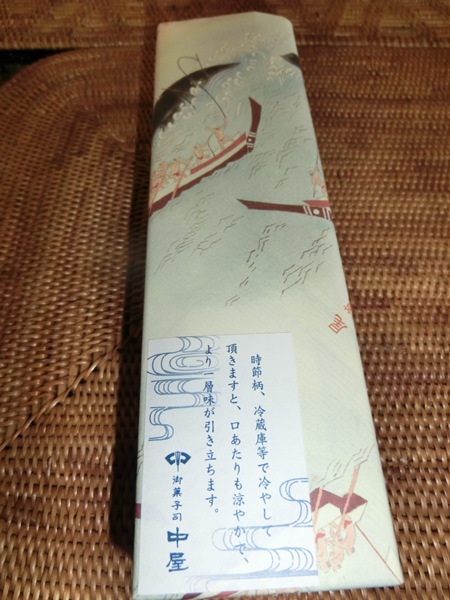 時節柄、冷蔵庫等で冷やして
頂きますと、口あたりも涼やかで、
より一層味が引き立ちます。
御菓子司 中屋